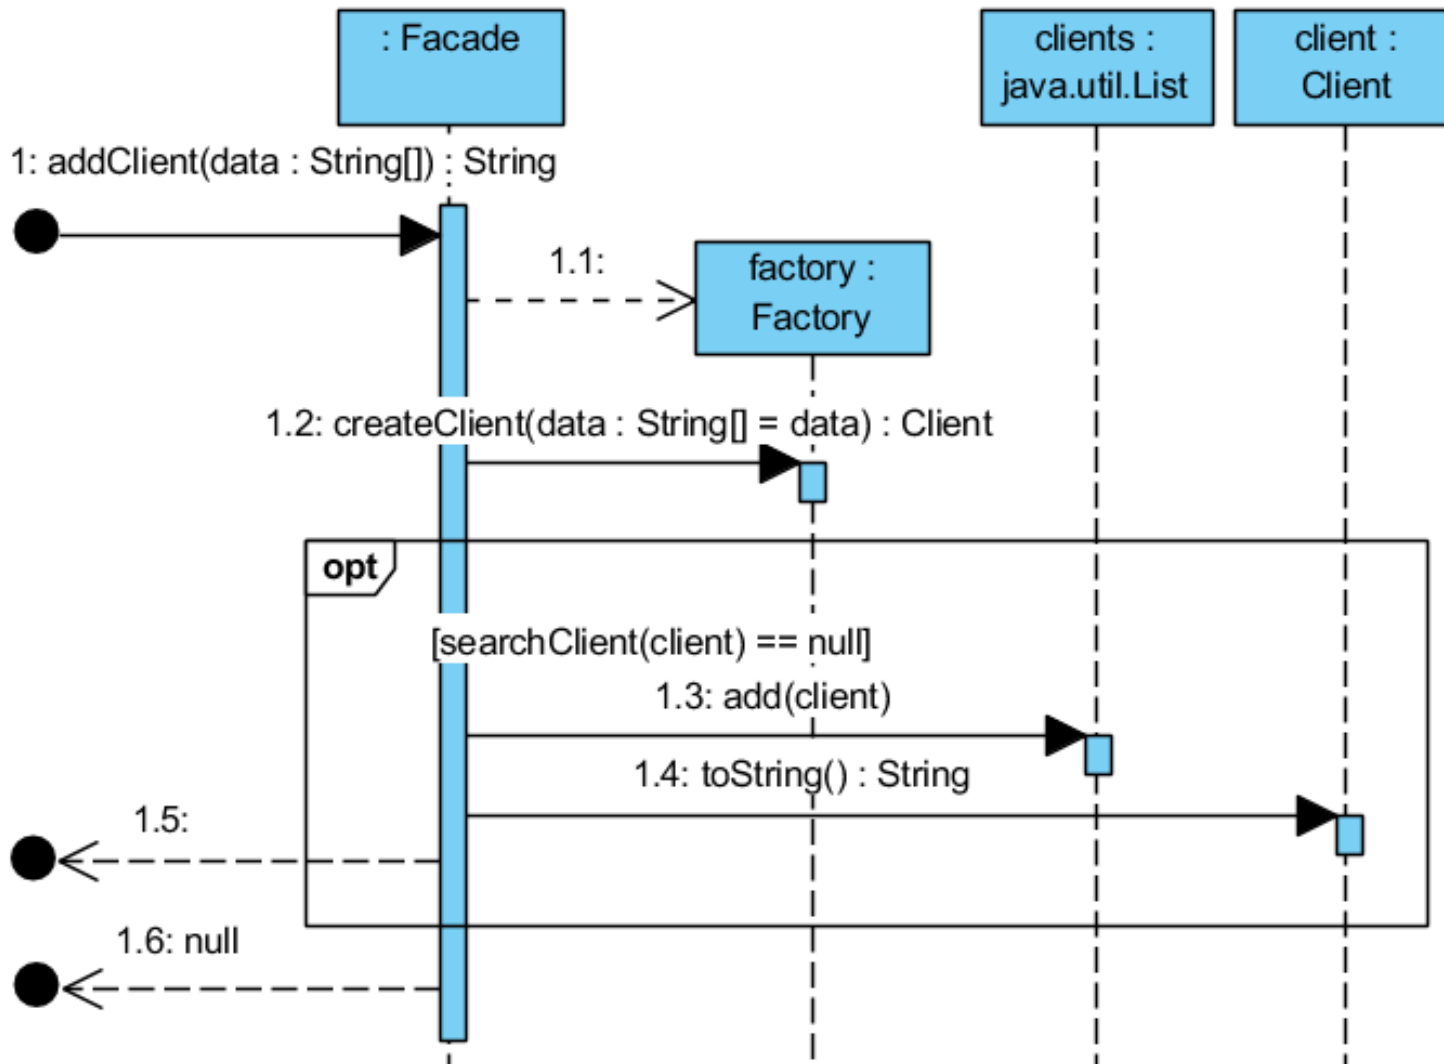 : Facade
clients :
java.util.List
client :
Client
1: addClient(data : String[]) : String
1.1:
factory :
Factory
1.2: createClient(data : String[] = data) : Client
opt
[searchClient(client) == null]
1.3: add(client)
1.4: toString() : String
1.5:
1.6: null